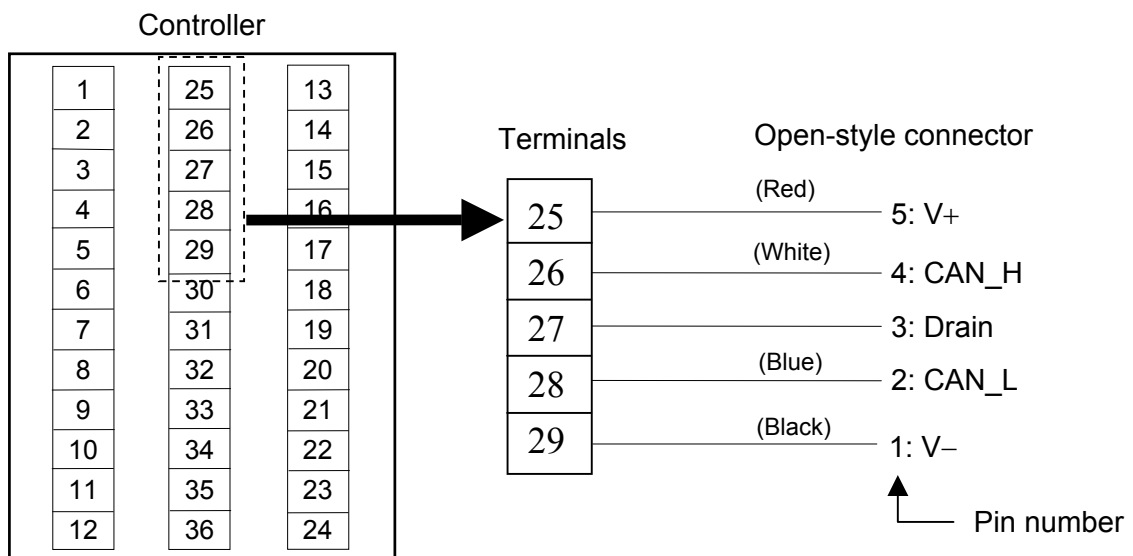 Controller
1 25 13
2 26 14
3 27 15
4 28 16
5 29 17
6 30 18
7 31 19
8 32 20
9 33 21
10 34 22
11 35 23
12 36 24
Terminals Open-style connector
25 (Red) 5: V+
26 (White) 4: CAN_H
27 3: Drain
28 (Blue) 2: CAN_L
29 (Black) 1: V−
Pin number